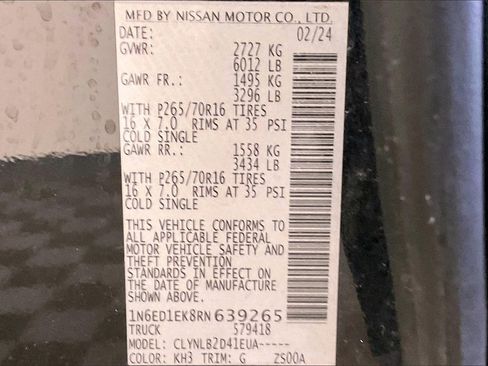 MFD BY NISSAN MOTOR CO., LTD.
DATE: 02/24
GVWR: 2727 KG
6012 LB
GAWR FR.: 1495 KG
3296 LB
WITH P265/70R16 TIRES
16 X 7.0 RIMS AT 35 PSI
COLD SINGLE
GAWR RR.: 1558 KG
3434 LB
WITH P265/70R16 TIRES
16 X 7.0 RIMS AT 35 PSI
COLD SINGLE
THIS VEHICLE CONFORMS TO
ALL APPLICABLE FEDERAL
MOTOR VEHICLE SAFETY AND
THEFT PREVENTION
STANDARDS IN EFFECT ON
THE DATE OF MANUFACTURE
SHOWN ABOVE.
1N6ED1EK8RN639265
TRUCK 579418
MODEL: CLYNLB2D41EUA-----
COLOR: KH3 TRIM: G ZS00A